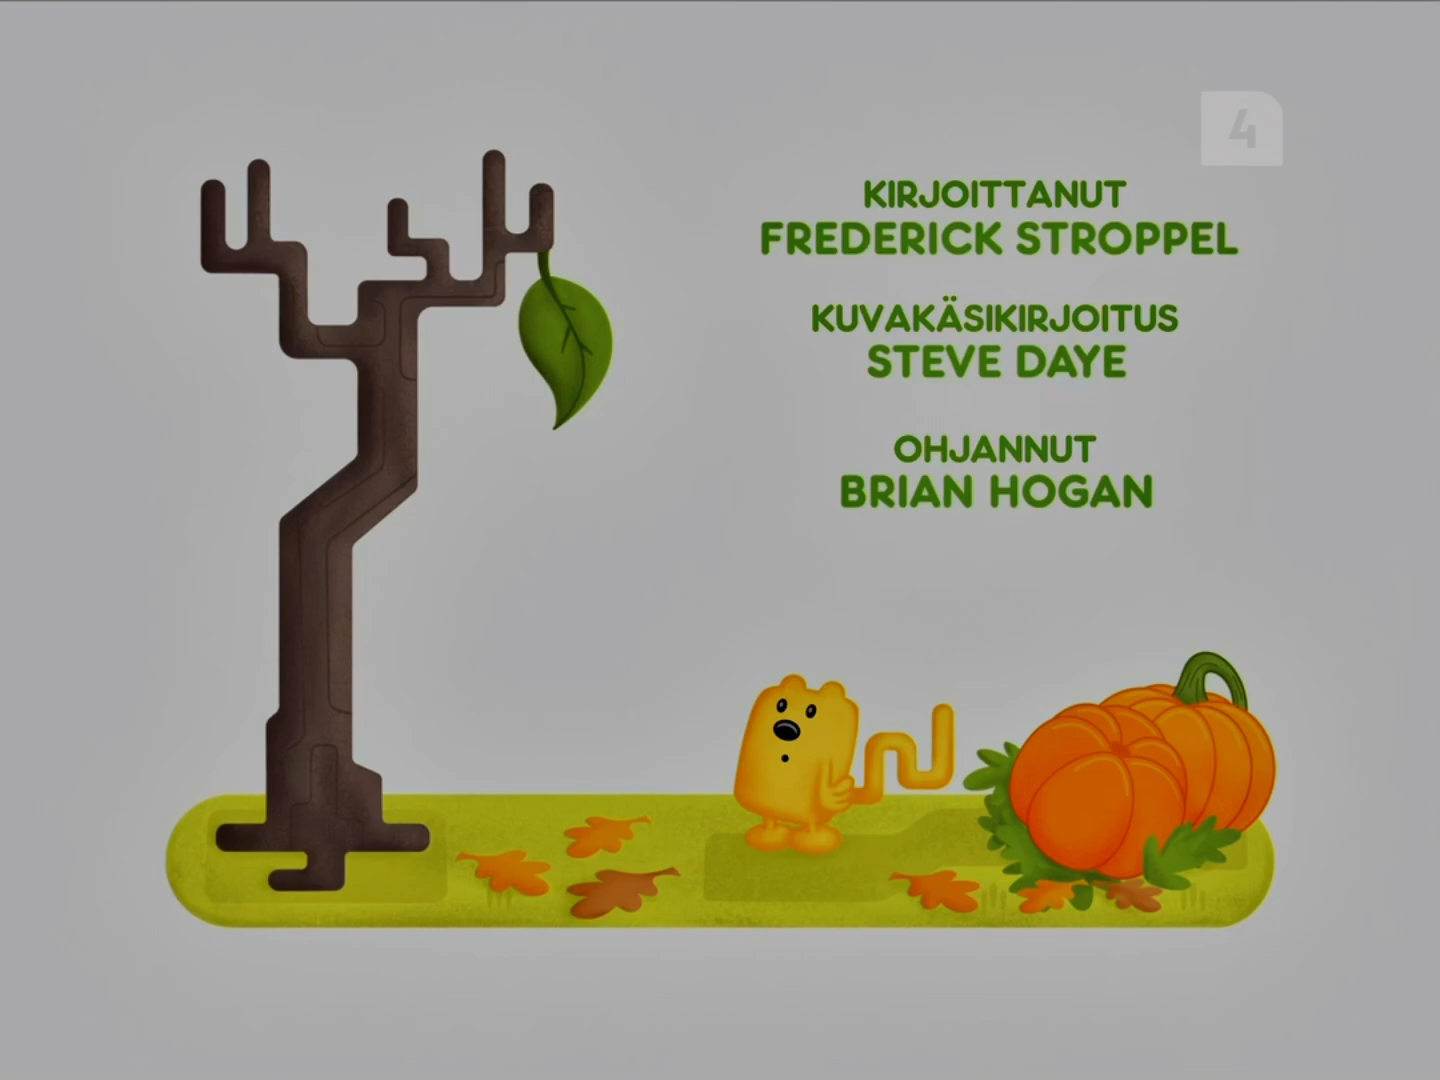 4
KIRJOITTANUT
FREDERICK STROPPEL
KUVAKÄSIKIRJOITUS
STEVE DAYE
OHJANNUT
BRIAN HOGAN